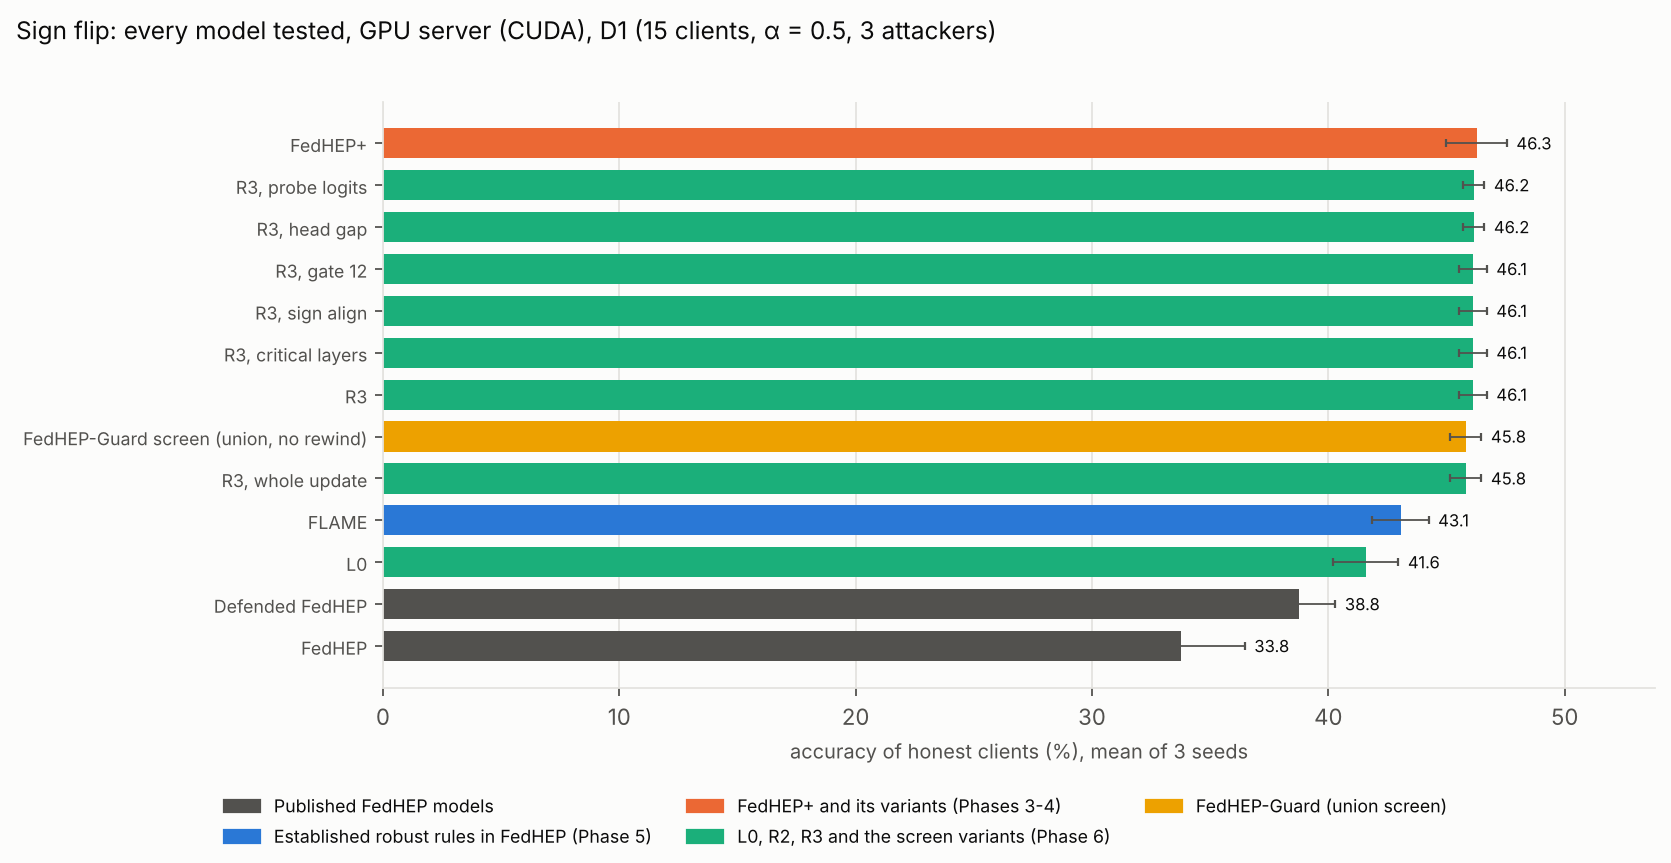 Sign flip: every model tested, GPU server (CUDA), D1 (15 clients, α = 0.5, 3 attackers)
FedHEP+ 46.3
R3, probe logits 46.2
R3, head gap 46.2
R3, gate 12 46.1
R3, sign align 46.1
R3, critical layers 46.1
R3 46.1
FedHEP-Guard screen (union, no rewind) 45.8
R3, whole update 45.8
FLAME 43.1
L0 41.6
Defended FedHEP 38.8
FedHEP 33.8
0 10 20 30 40 50
accuracy of honest clients (%), mean of 3 seeds
Published FedHEP models
Established robust rules in FedHEP (Phase 5)
FedHEP+ and its variants (Phases 3-4)
L0, R2, R3 and the screen variants (Phase 6)
FedHEP-Guard (union screen)